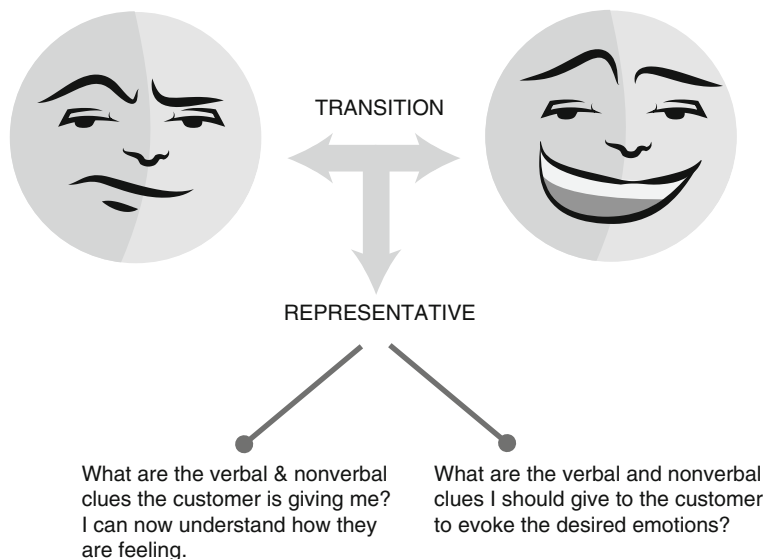 TRANSITION
REPRESENTATIVE
What are the verbal & nonverbal
clues the customer is giving me?
I can now understand how they
are feeling.
What are the verbal and nonverbal
clues I should give to the customer
to evoke the desired emotions?